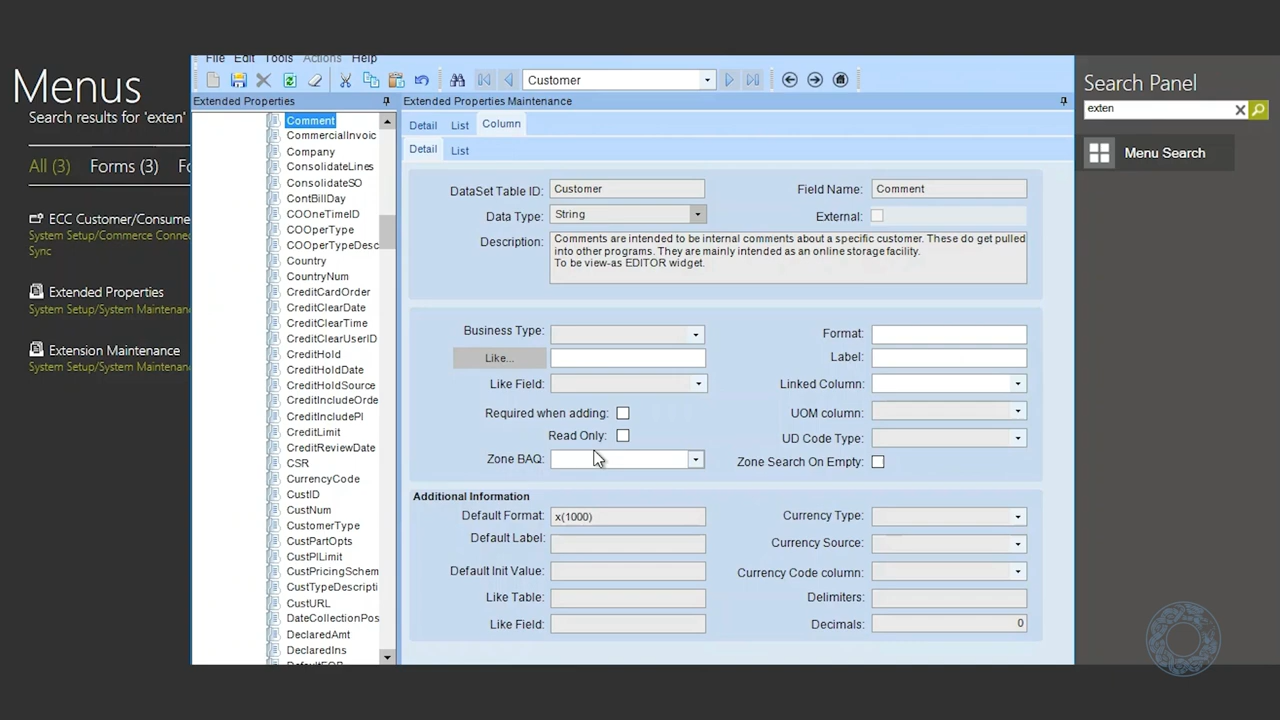 Menus
Search results for 'exten'
All (3) Forms (3)
ECC Customer/Consume
System Setup/Commerce Connec
Sync
Extended Properties
System Setup/System Maintenanc
Extension Maintenance
System Setup/System Maintenanc
File Edit Tools Actions Help
Customer
Extended Properties
Comment
CommercialInvoic
Company
ConsolidateLines
ConsolidateSO
ContBillDay
COOneTimeID
COOperType
COOperTypeDesc
Country
CountryNum
CreditCardOrder
CreditClearDate
CreditClearTime
CreditClearUserID
CreditHold
CreditHoldDate
CreditHoldSource
CreditIncludeOrde
CreditIncludePI
CreditLimit
CreditReviewDate
CSR
CurrencyCode
CustID
CustNum
CustomerType
CustPartOpts
CustPILimit
CustPricingSchem
CustTypeDescripti
CustURL
DateCollectionPos
DeclaredAmt
DeclaredIns
Extended Properties Maintenance
Detail List Column
Detail List
DataSet Table ID: Customer Field Name: Comment
Data Type: String External:
Description: Comments are intended to be internal comments about a specific customer. These do get pulled
into other programs. They are mainly intended as an online storage facility.
To be view-as EDITOR widget.
Business Type: Format:
Like... Label:
Like Field: Linked Column:
Required when adding: UOM column:
Read Only: UD Code Type:
Zone BAQ: Zone Search On Empty:
Additional Information
Default Format: x(1000) Currency Type:
Default Label: Currency Source:
Default Init Value: Currency Code column:
Like Table: Delimiters:
Like Field: Decimals: 0
Search Panel
exten
Menu Search